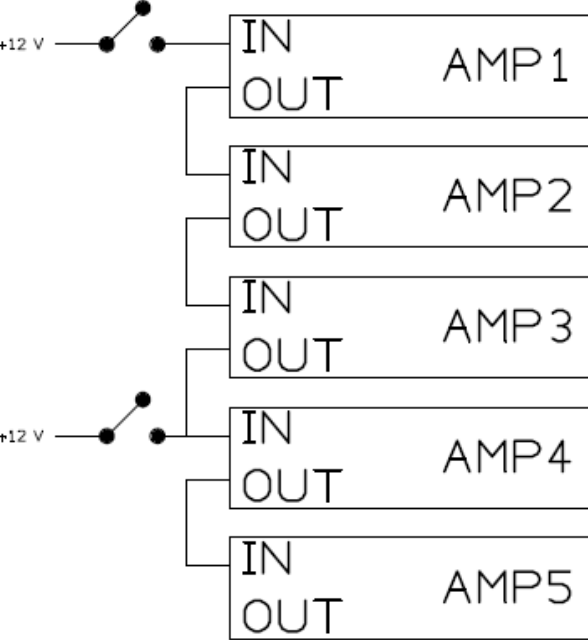 +12 V
IN
AMP1
OUT
IN
AMP2
OUT
IN
AMP3
OUT
+12 V
IN
AMP4
OUT
IN
AMP5
OUT